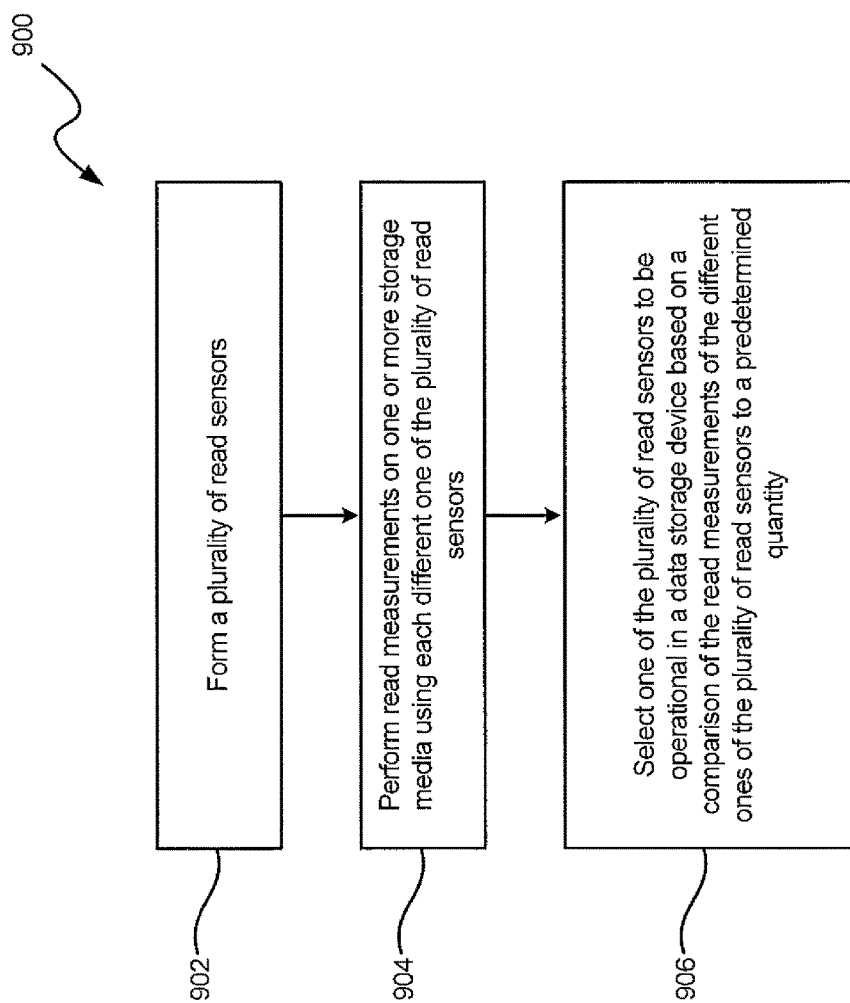 900
902
Form a plurality of read sensors
904
Perform read measurements on one or more storage
media using each different one of the plurality of read
sensors
906
Select one of the plurality of read sensors to be
operational in a data storage device based on a
comparison of the read measurements of the different
ones of the plurality of read sensors to a predetermined
quantity